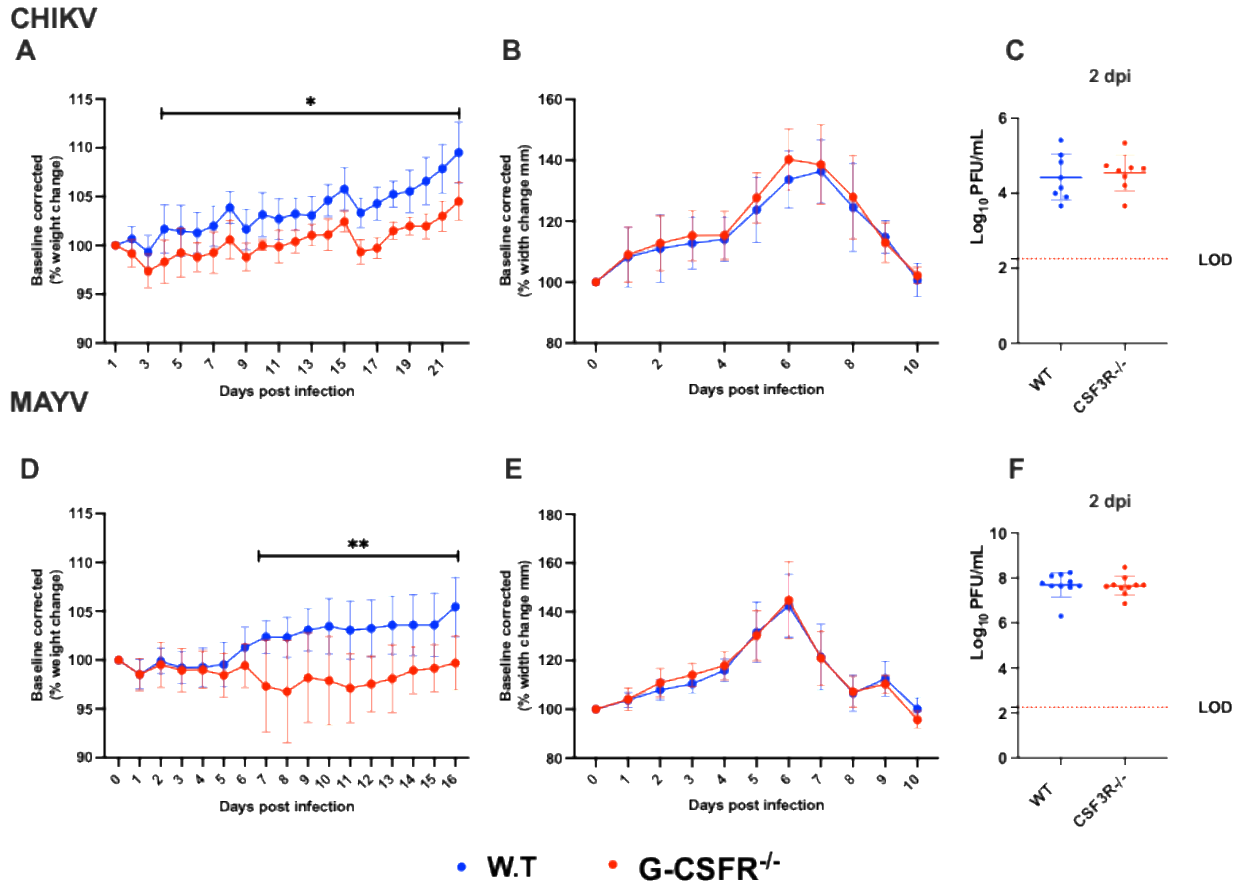 CHIKV
A
B
C
2 dpi
Baseline corrected
(% weight change)
115
110
105
100
95
90
*
1
3
5
7
9
11
13
15
17
19
21
Days post infection
Baseline corrected
(% width change mm)
160
140
120
100
80
0
2
4
6
8
10
Days post infection
Log10 PFU/mL
6
4
2
0
LOD
WT
CSF3R-/-
MAYV
D
E
F
2 dpi
Baseline corrected
(% weight change)
115
110
105
100
95
90
**
0
1
2
3
4
5
6
7
8
9
10
11
12
13
14
15
16
Days post infection
Baseline corrected
(% width change mm)
180
160
140
120
100
80
0
1
2
3
4
5
6
7
8
9
10
Days post infection
Log10 PFU/mL
10
8
6
4
2
0
LOD
WT
CSF3R-/-
W.T
G-CSFR-/-